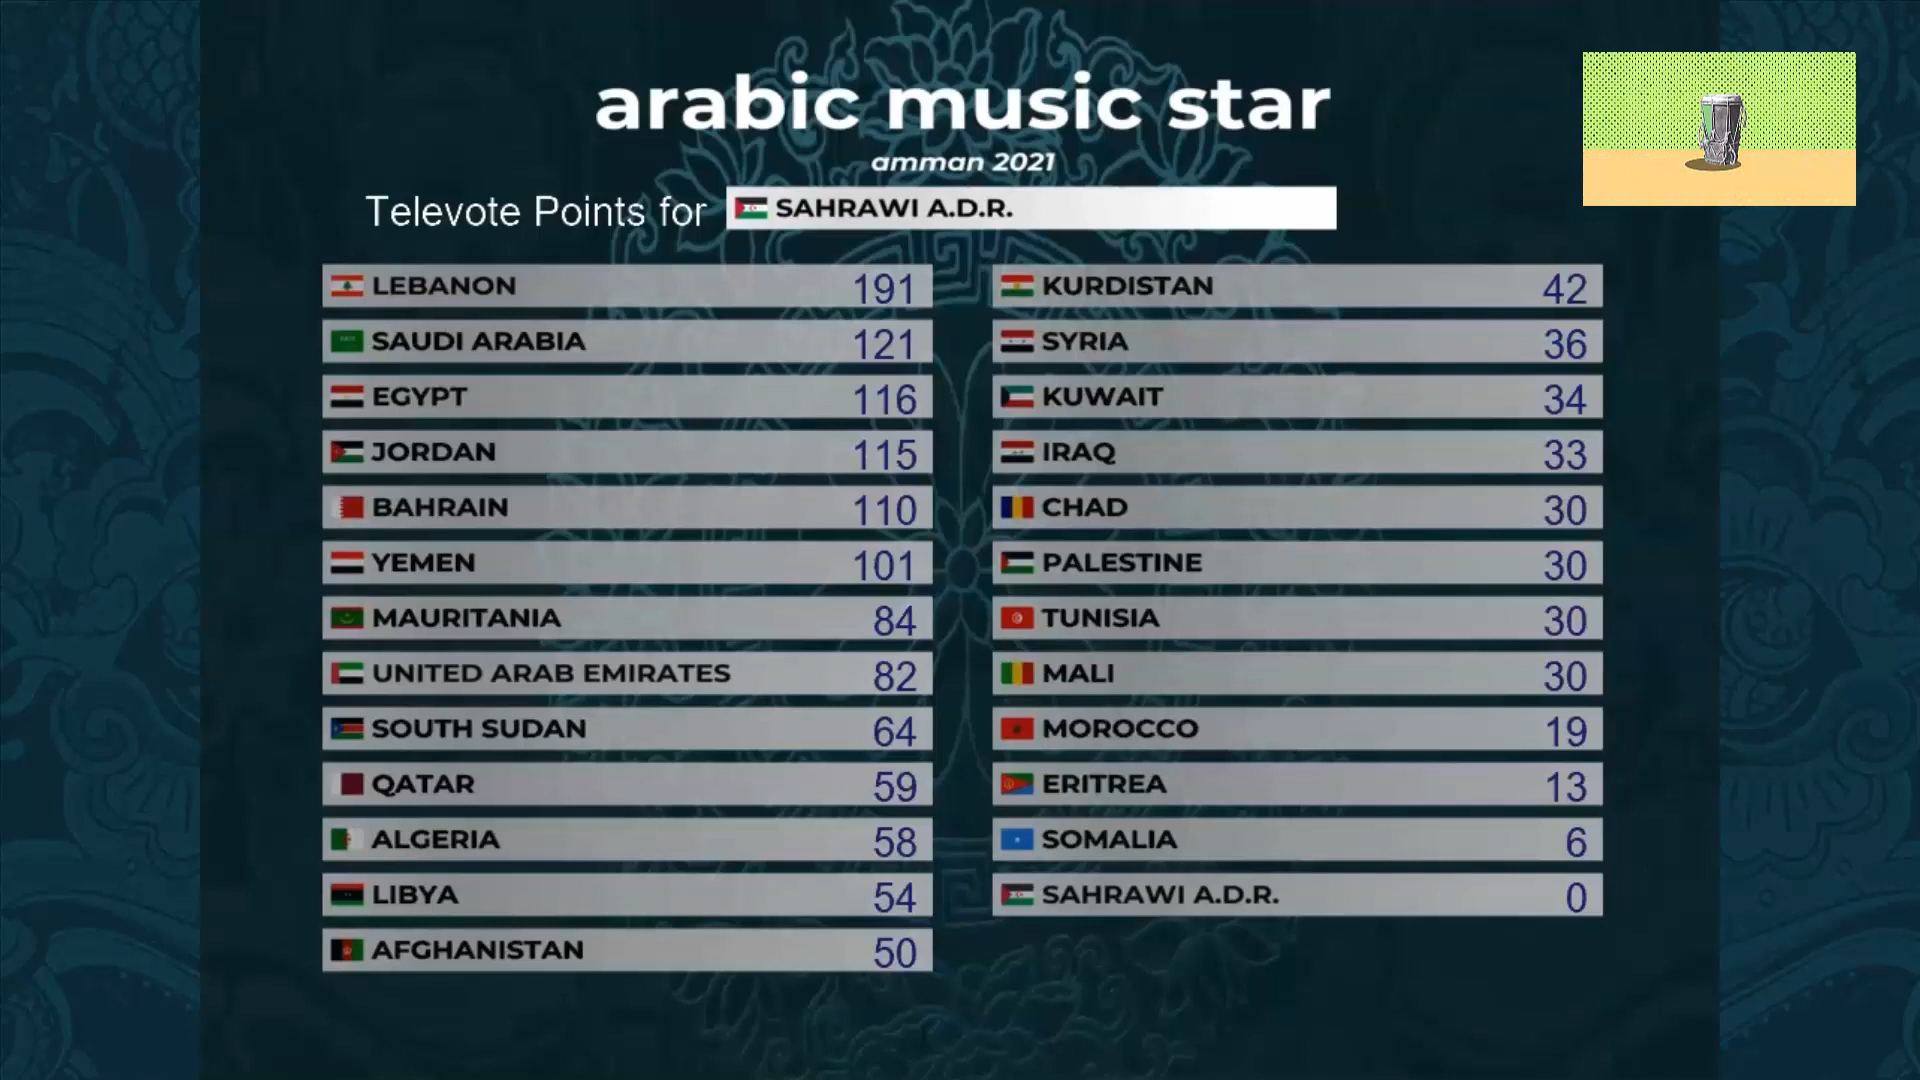 arabic music star
amman 2021
Televote Points for SAHRAWI A.D.R.
LEBANON 191
SAUDI ARABIA 121
EGYPT 116
JORDAN 115
BAHRAIN 110
YEMEN 101
MAURITANIA 84
UNITED ARAB EMIRATES 82
SOUTH SUDAN 64
QATAR 59
ALGERIA 58
LIBYA 54
AFGHANISTAN 50
KURDISTAN 42
SYRIA 36
KUWAIT 34
IRAQ 33
CHAD 30
PALESTINE 30
TUNISIA 30
MALI 30
MOROCCO 19
ERITREA 13
SOMALIA 6
SAHRAWI A.D.R. 0